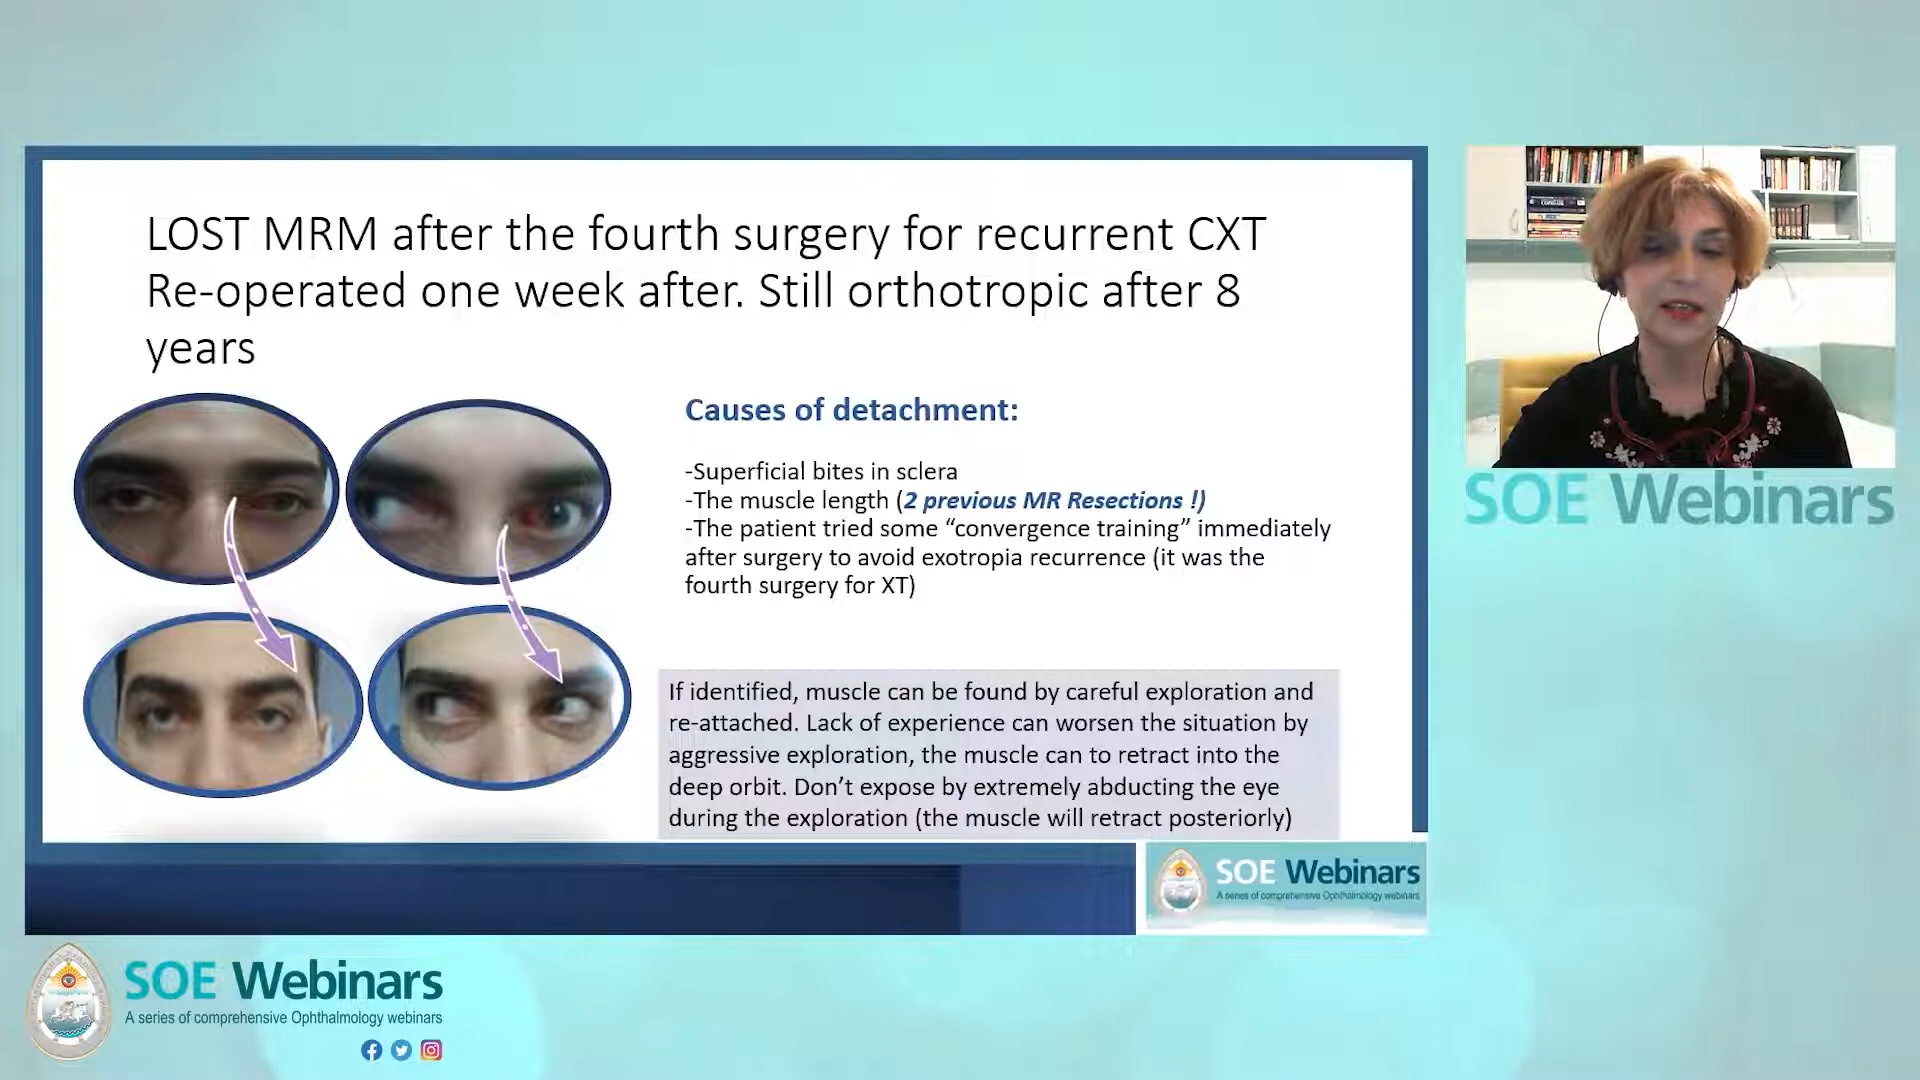 LOST MRM after the fourth surgery for recurrent CXT
Re-operated one week after. Still orthotropic after 8
years
Causes of detachment:
-Superficial bites in sclera
-The muscle length (2 previous MR Resections !)
-The patient tried some “convergence training” immediately
after surgery to avoid exotropia recurrence (it was the
fourth surgery for XT)
If identified, muscle can be found by careful exploration and
re-attached. Lack of experience can worsen the situation by
aggressive exploration, the muscle can to retract into the
deep orbit. Don’t expose by extremely abducting the eye
during the exploration (the muscle will retract posteriorly)
SOE Webinars
A series of comprehensive Ophthalmology webinars
SOE Webinars
SOE Webinars
A series of comprehensive Ophthalmology webinars